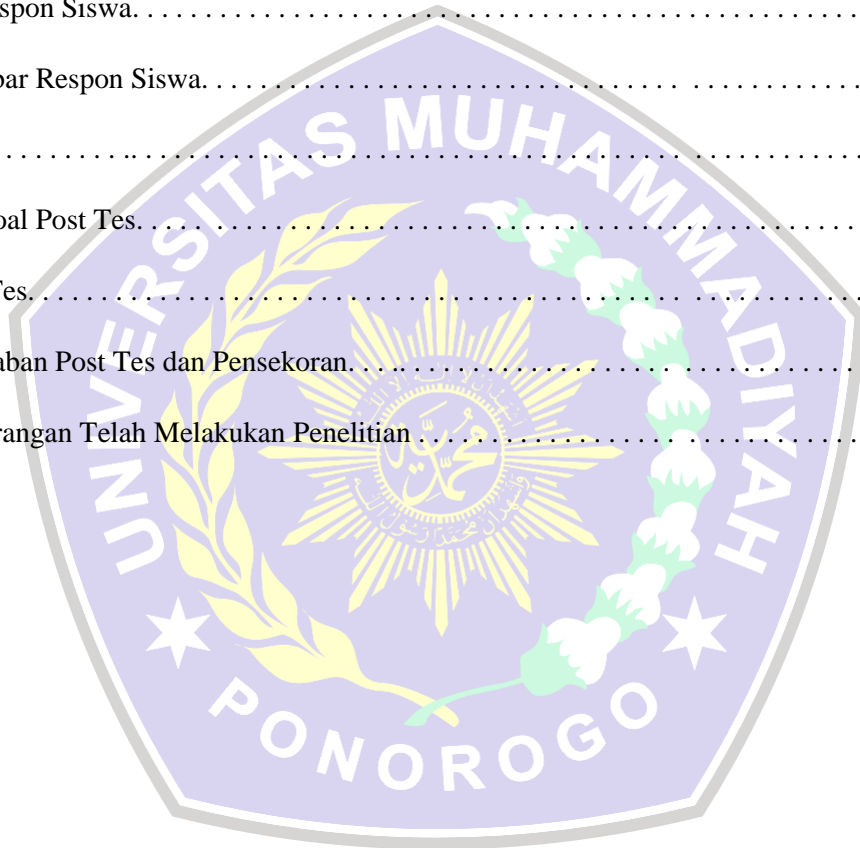 spon Siswa. . . . . . . . . . . . . . . . . . . . . . . . . . . . . . . . . . . . . . . . . . . . . . . . . .
bar Respon Siswa. . . . . . . . . . . . . . . . . . . . . . . . . . . . . . . . . . . . . . . . . . . . .
. . . . . . . . . .. . . . . . . . . . . . . . . . . . . . . . . . . . . . . . . . . . . . . . . . . . . . . . . . . .
oal Post Tes. . . . . . . . . . . . . . . . . . . . . . . . . . . . . . . . . . . . . . . . . . . . . . . . . .
Tes. . . . . . . . . . . . . . . . . . . . . . . . . . . . . . . . . . . . . . . . . . . . . . . . . . . . . . . . .
aban Post Tes dan Pensekoran. . . .. . . . . . . . . . . . . . . . . . . . . . . . . . . . . . .
rangan Telah Melakukan Penelitian . . . . . . . . . . . . . . . . . . . . . . . . . . . . . .
UNIVERSITAS MUHAMMADIYAH
PONOROGO
محمدية